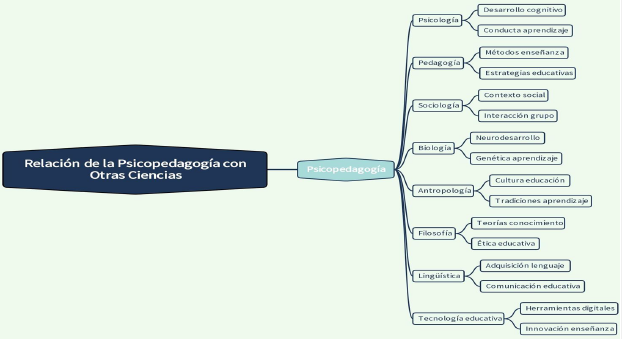 Relación de la Psicopedagogía con
Otras Ciencias
Psicopedagogía
Psicología
Desarrollo cognitivo
Conducta aprendizaje
Pedagogía
Métodos enseñanza
Estrategias educativas
Sociología
Contexto social
Interacción grupo
Biología
Neurodesarrollo
Genética aprendizaje
Antropología
Cultura educación
Tradiciones aprendizaje
Filosofía
Teorías conocimiento
Ética educativa
Lingüística
Adquisición lenguaje
Comunicación educativa
Tecnología educativa
Herramientas digitales
Innovación enseñanza